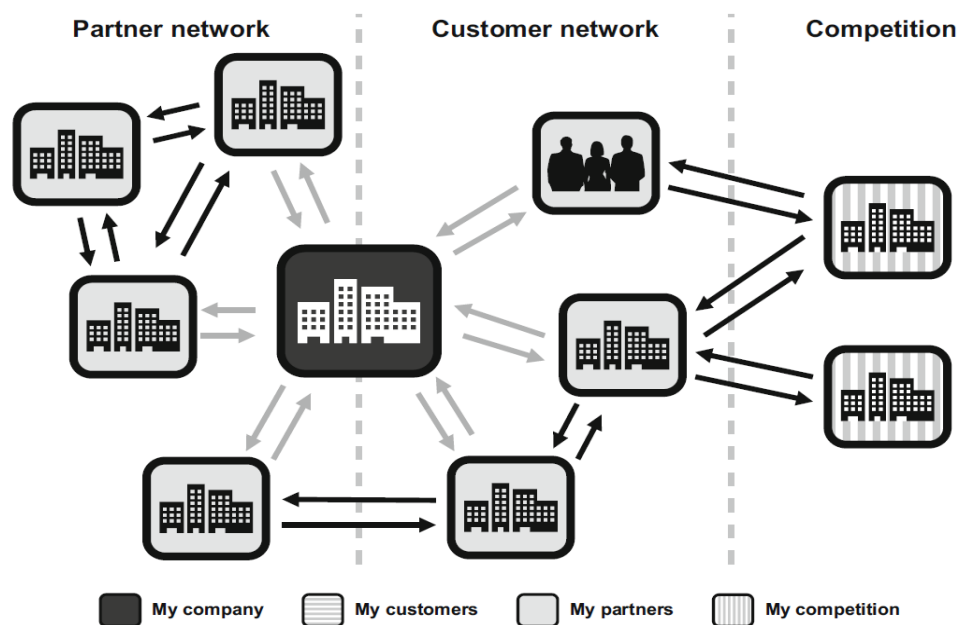 Partner network
Customer network
Competition
My company
My customers
My partners
My competition